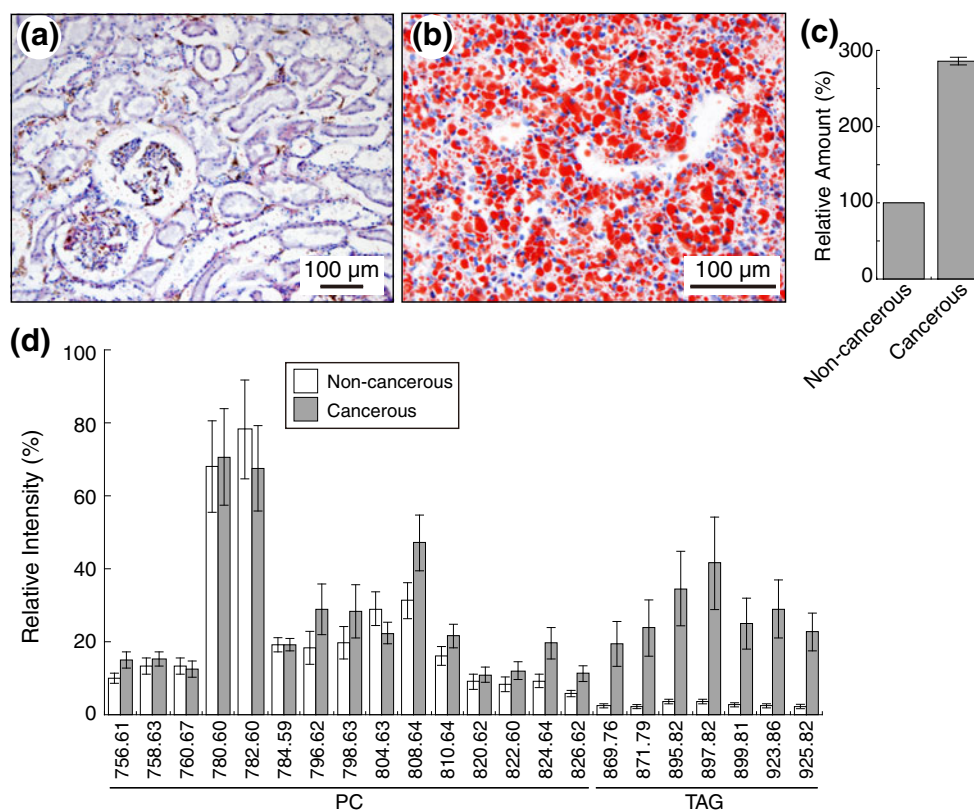 (a)
100 µm
(b)
100 µm
(c)
Relative Amount (%)
300
200
100
0
Non-cancerous
Cancerous
(d)
Relative Intensity (%)
100
80
60
40
20
0
Non-cancerous
Cancerous
756.61
758.63
760.67
780.60
782.60
784.59
796.62
798.63
804.63
808.64
810.64
820.62
822.60
824.64
826.62
869.76
871.79
895.82
897.82
899.81
923.86
925.82
PC
TAG